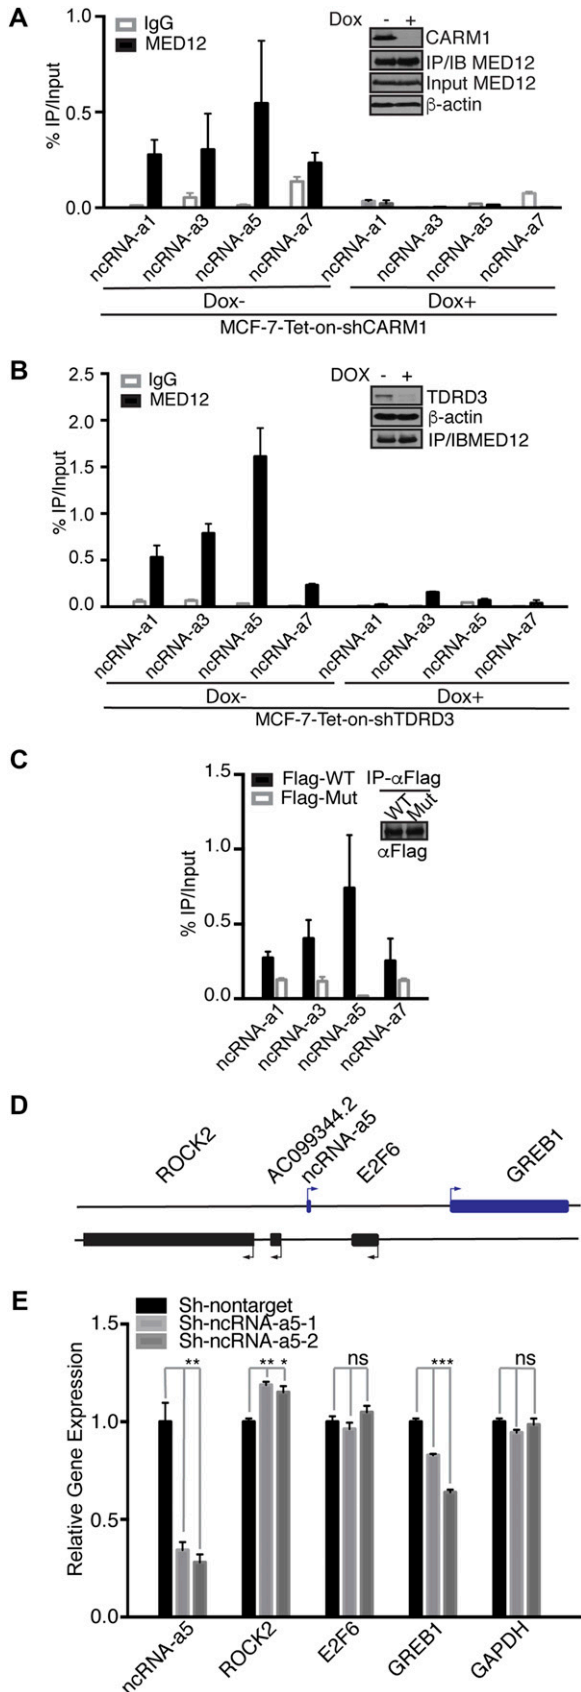 A
IgG
MED12
Dox - +
CARM1
IP/IB MED12
Input MED12
β-actin
% IP/Input
1.0
0.5
0.0
ncRNA-a1 ncRNA-a3 ncRNA-a5 ncRNA-a7 ncRNA-a1 ncRNA-a3 ncRNA-a5 ncRNA-a7
Dox- Dox+
MCF-7-Tet-on-shCARM1
B
IgG
MED12
DOX - +
TDRD3
β-actin
IP/IBMED12
% IP/Input
2.5
2.0
1.5
1.0
0.5
0.0
ncRNA-a1 ncRNA-a3 ncRNA-a5 ncRNA-a7 ncRNA-a1 ncRNA-a3 ncRNA-a5 ncRNA-a7
Dox- Dox+
MCF-7-Tet-on-shTDRD3
C
Flag-WT
Flag-Mut
IP-αFlag
WT Mut
αFlag
% IP/Input
1.5
1.0
0.5
0.0
ncRNA-a1 ncRNA-a3 ncRNA-a5 ncRNA-a7
D
ROCK2 AC099344.2 ncRNA-a5 E2F6 GREB1
E
Sh-nontarget
Sh-ncRNA-a5-1
Sh-ncRNA-a5-2
Relative Gene Expression
1.5
1.0
0.5
0.0
** ** * ns *** ns
ncRNA-a5 ROCK2 E2F6 GREB1 GAPDH